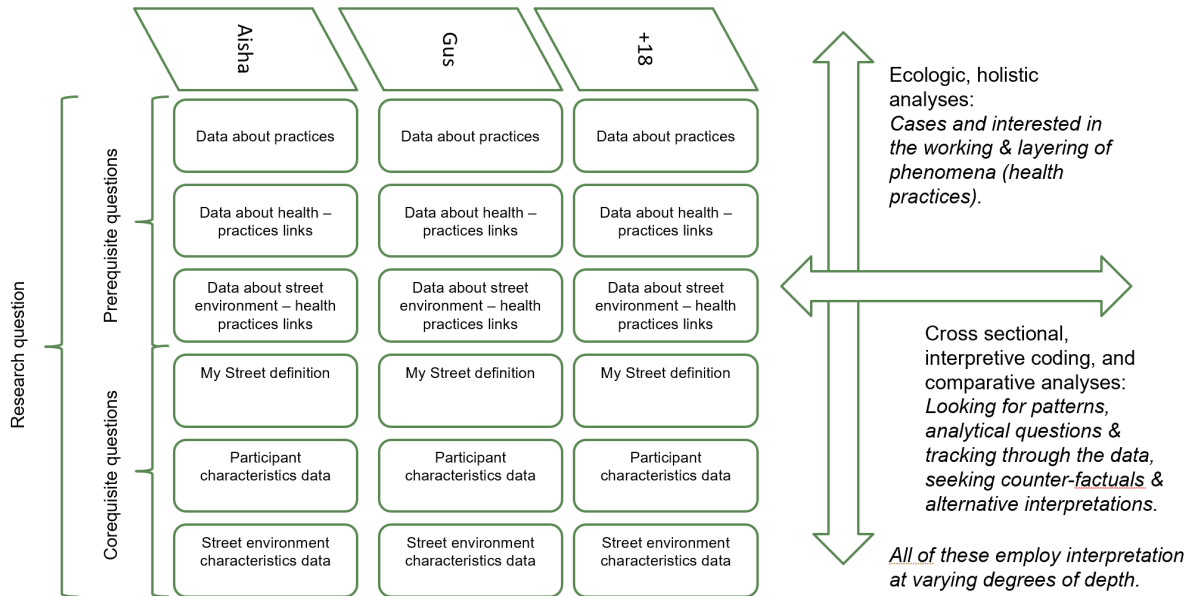 Aisha
Gus
+18
Research question
Prerequisite questions
Corequisite questions
Data about practices
Data about practices
Data about practices
Data about health –
practices links
Data about health –
practices links
Data about health –
practices links
Data about street
environment – health
practices links
Data about street
environment – health
practices links
Data about street
environment – health
practices links
My Street definition
My Street definition
My Street definition
Participant
characteristics data
Participant
characteristics data
Participant
characteristics data
Street environment
characteristics data
Street environment
characteristics data
Street environment
characteristics data
Ecologic, holistic
analyses:
Cases and interested in
the working & layering of
phenomena (health
practices).
Cross sectional,
interpretive coding, and
comparative analyses:
Looking for patterns,
analytical questions &
tracking through the data,
seeking counter-factuals &
alternative interpretations.
All of these employ interpretation
at varying degrees of depth.